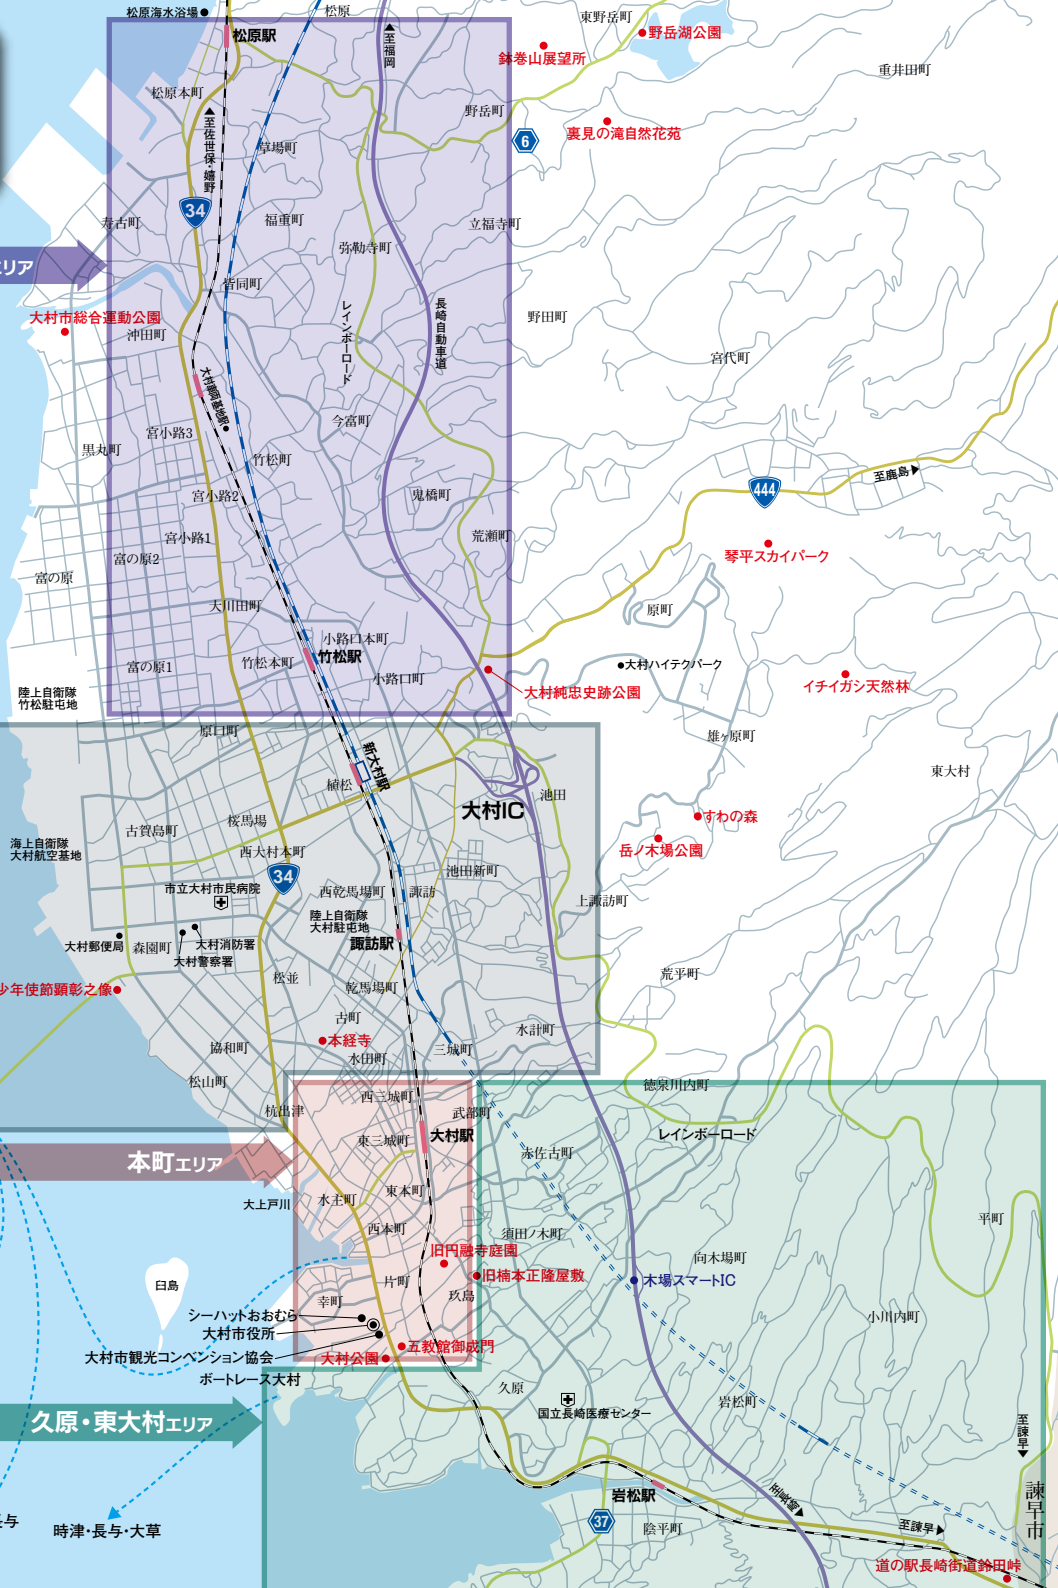 松原海水浴場
松原
松原駅
至福岡
東野岳町
野岳湖公園
鉢巻山展望所
重井田町
松原本町
野岳町
裏見の滝自然花苑
6
至佐世保・嬉野
草場町
34
寿古町
福重町
立福寺町
弥勒寺町
エリア
皆同町
大村市総合運動公園
沖田町
レインボーロード
長崎自動車道
野田町
宮代町
大村車両基地駅
今富町
宮小路3
黒丸町
竹松町
至鹿島
444
宮小路2
鬼橋町
宮小路1
荒瀬町
琴平スカイパーク
富の原2
富の原
天川田町
原町
小路口本町
竹松駅
竹松本町
富の原1
小路口町
大村ハイテクパーク
イチイガシ天然林
陸上自衛隊
竹松駐屯地
大村純忠史跡公園
原口町
雄ヶ原町
新大村駅
植松
東大村
池田
大村IC
桜馬場
古賀島町
すわの森
海上自衛隊
大村航空基地
西大村本町
岳ノ木場公園
34
池田新町
市立大村市民病院
西乾馬場町
諏訪
上諏訪町
陸上自衛隊
大村駐屯地
大村郵便局
森園町
大村消防署
大村警察署
諏訪駅
松並
荒平町
乾馬場町
少年使節顕彰之像
古町
水計町
本経寺
協和町
水田町
三城町
松山町
徳泉川内町
西三城町
杭出津
武部町
大村駅
レインボーロード
東三城町
赤佐古町
本町エリア
東本町
水主町
大上戸川
平町
西本町
須田ノ木町
旧円融寺庭園
向木場町
臼島
片町
旧楠本正隆屋敷
木場スマートIC
玖島
幸町
シーハットおおむら
小川内町
大村市役所
五教館御成門
大村市観光コンベンション協会
大村公園
ボートレース大村
久原
岩松町
国立長崎医療センター
久原・東大村エリア
至諫早
岩松駅
至長崎
諫早市
37
長与
時津・長与・大草
陰平町
至諫早
道の駅長崎街道鈴田峠